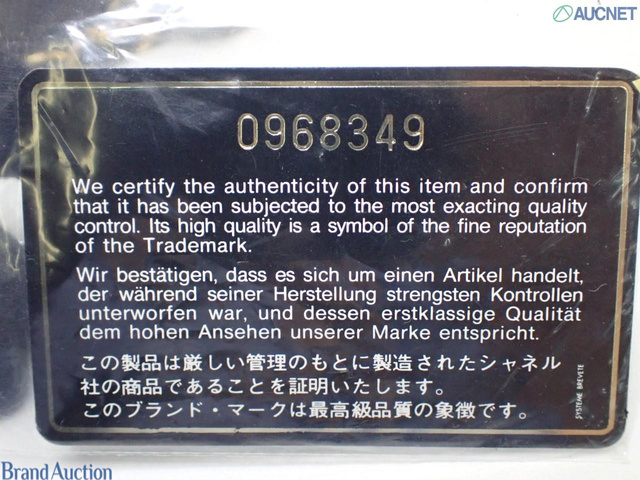 AUCNET
0968349
We certify the authenticity of this item and confirm
that it has been subjected to the most exacting quality
control. Its high quality is a symbol of the fine reputation
of the Trademark.
Wir bestätigen, dass es sich um einen Artikel handelt,
der während seiner Herstellung strengsten Kontrollen
unterworfen war, und dessen erstklassige Qualität
dem hohen Ansehen unserer Marke entspricht.
この製品は厳しい管理のもとに製造されたシャネル
社の商品であることを証明いたします。
このブランド・マークは最高級品質の象徴です。
SYSTEME BREVETE
Brand Auction